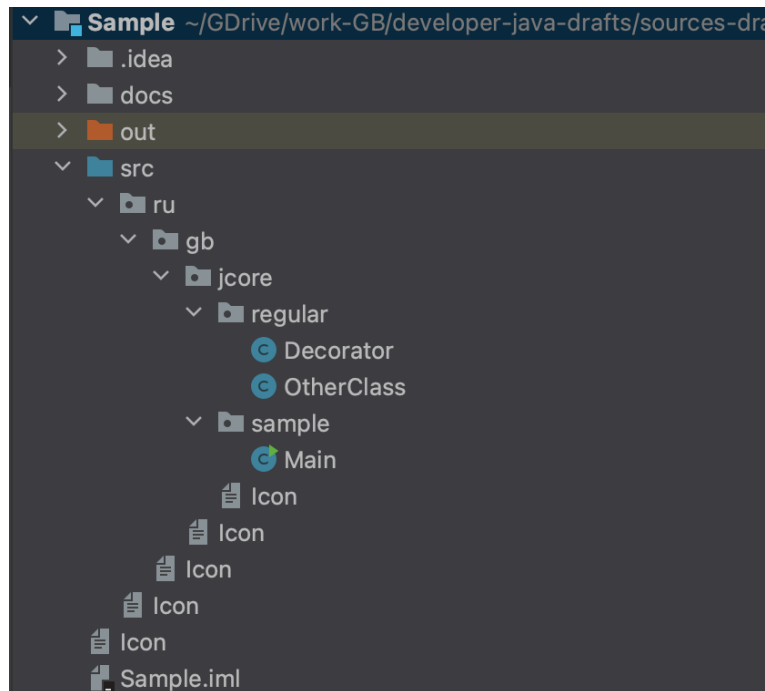 Sample ~/GDrive/work-GB/developer-java-drafts/sources-dra
.idea
docs
out
src
ru
gb
jcore
regular
Decorator
OtherClass
sample
Main
Icon
Icon
Icon
Icon
Icon
Sample.iml